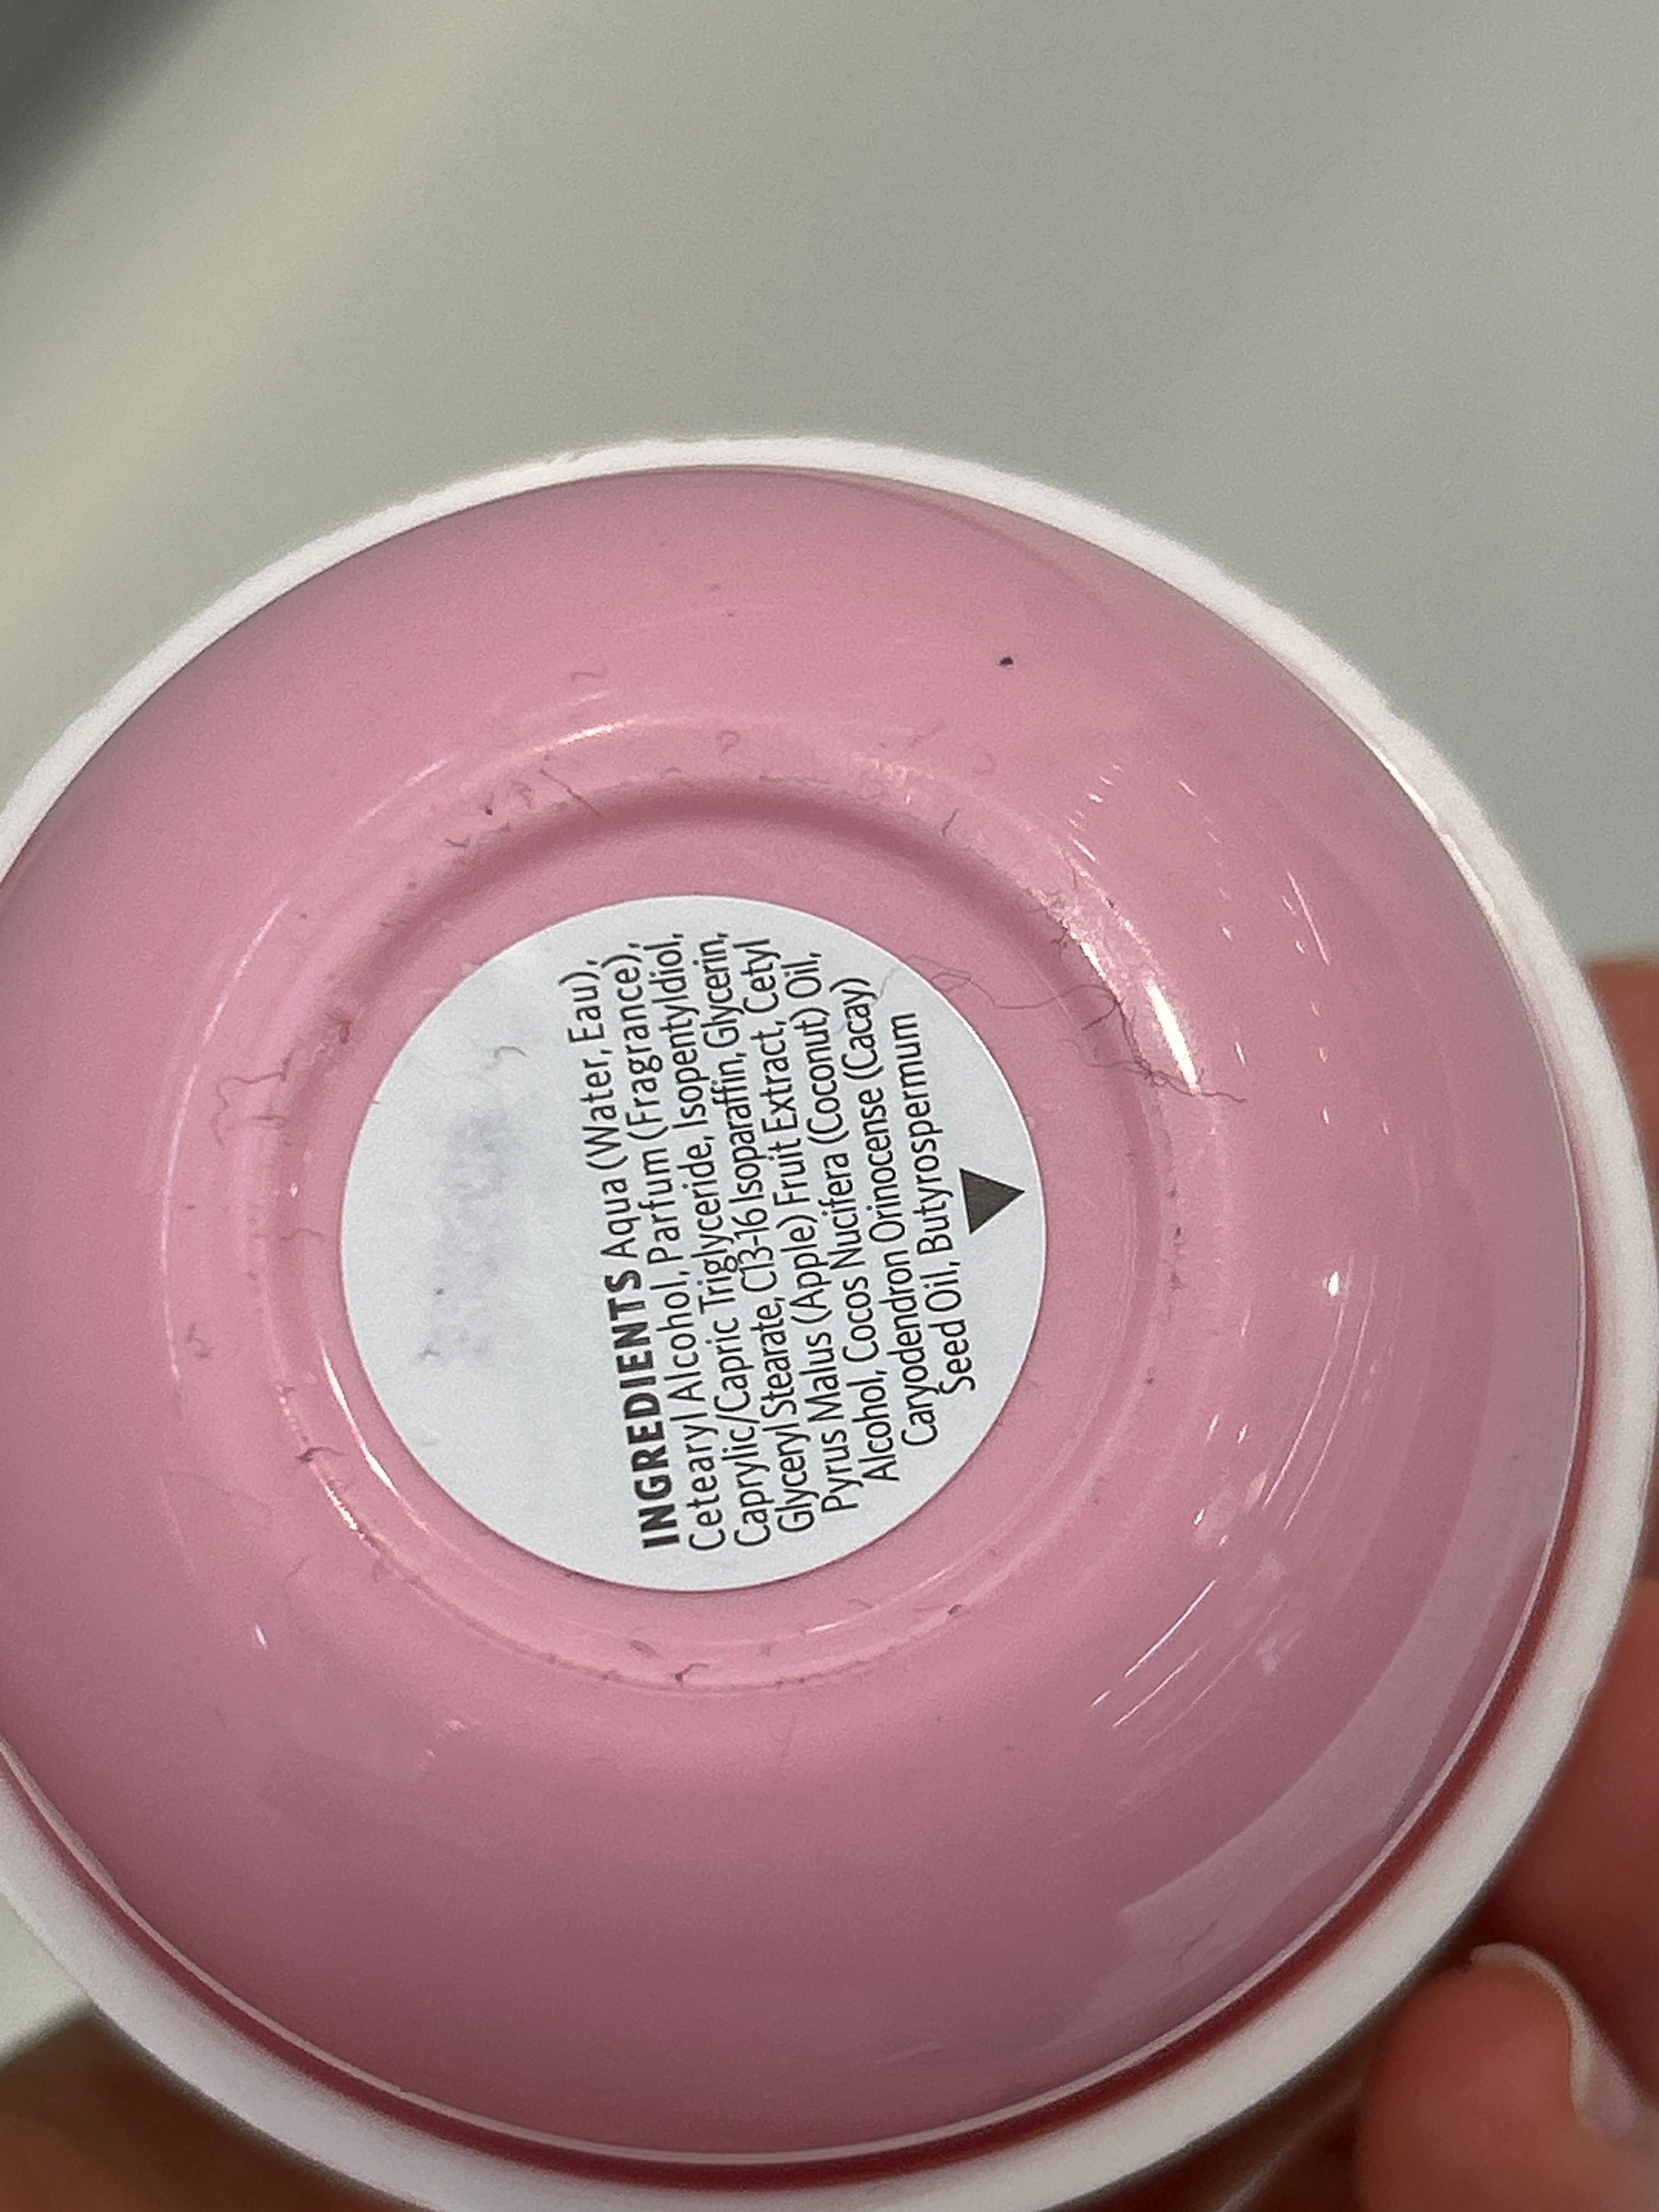 INGREDIENTS Aqua (Water, Eau),
Cetearyl Alcohol, Parfum (Fragrance),
Caprylic/Capric Triglyceride, Isopentyldiol,
Glyceryl Stearate, C13-16 Isoparaffin, Glycerin,
Pyrus Malus (Apple) Fruit Extract, Cetyl
Alcohol, Cocos Nucifera (Coconut) Oil,
Caryodendron Orinocense (Cacay)
Seed Oil, Butyrospermum